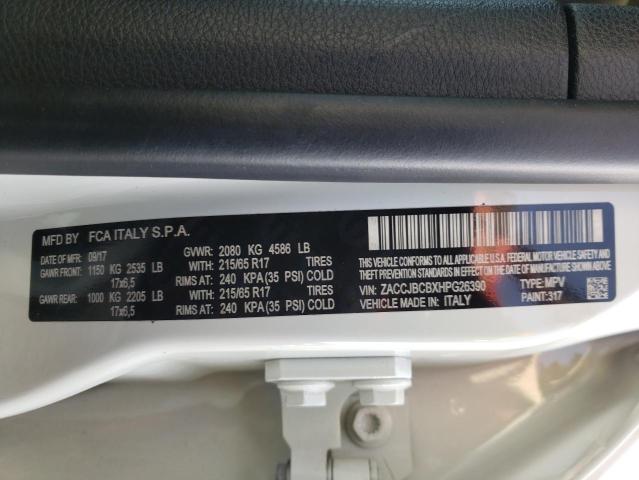 MFD BY FCA ITALY S.P.A.
DATE OF MFR: 09/17 GVWR: 2080 KG 4586 LB
GAWR FRONT: 1150 KG 2535 LB WITH: 215/65 R17 TIRES
17x6,5 RIMS AT: 240 KPA(35 PSI) COLD
GAWR REAR: 1000 KG 2205 LB WITH: 215/65 R17 TIRES
17x6,5 RIMS AT: 240 KPA(35 PSI) COLD
THIS VEHICLE CONFORMS TO
ALL APPLICABLE U.S.A. FEDERAL MOTOR VEHICLE SAFETY, BUMPER, AND
THEFT PREVENTION STANDARDS IN EFFECT ON THE DATE OF MANUFACTURE SHOWN ABOVE.
VIN: ZACCJBCBXHPG26390 TYPE: MPV
VEHICLE MADE IN: ITALY PAINT: 317